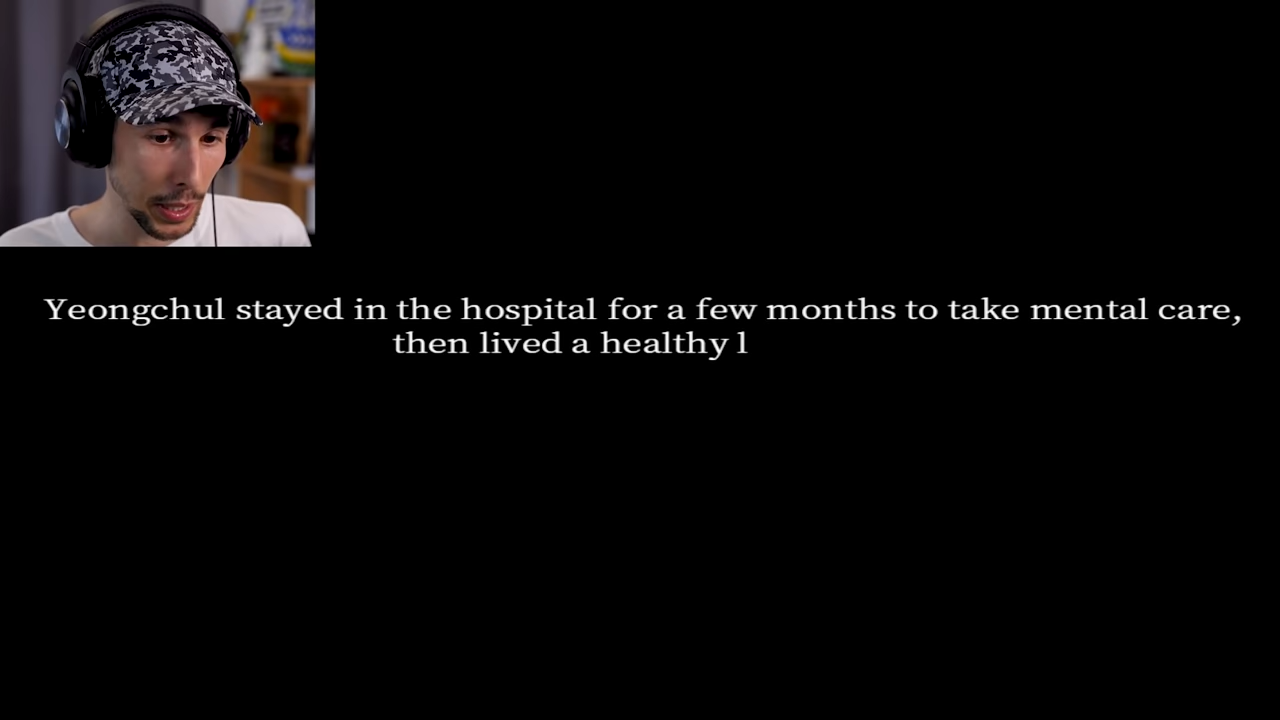 Yeongchul stayed in the hospital for a few months to take mental care,
then lived a healthy l